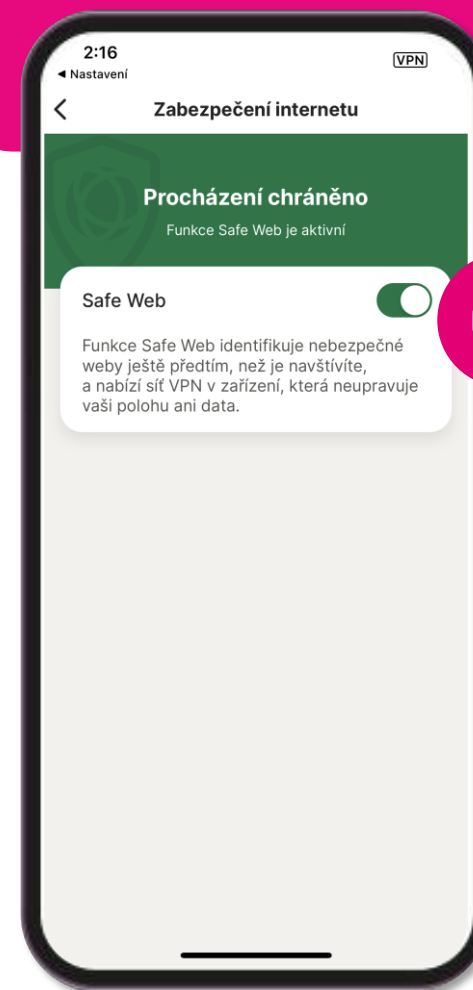 2:16
VPN
◀ Nastavení
Zabezpečení internetu
Procházení chráněno
Funkce Safe Web je aktivní
Safe Web
Funkce Safe Web identifikuje nebezpečné
weby ještě předtím, než je navštívíte,
a nabízí síť VPN v zařízení, která neupravuje
vaši polohu ani data.